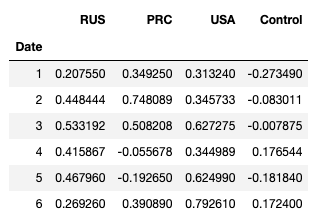 RUS PRC USA Control
Date
1 0.207550 0.349250 0.313240 -0.273490
2 0.448444 0.748089 0.345733 -0.083011
3 0.533192 0.508208 0.627275 -0.007875
4 0.415867 -0.055678 0.344989 0.176544
5 0.467960 -0.192650 0.624990 -0.181840
6 0.269260 0.390890 0.792610 0.172400